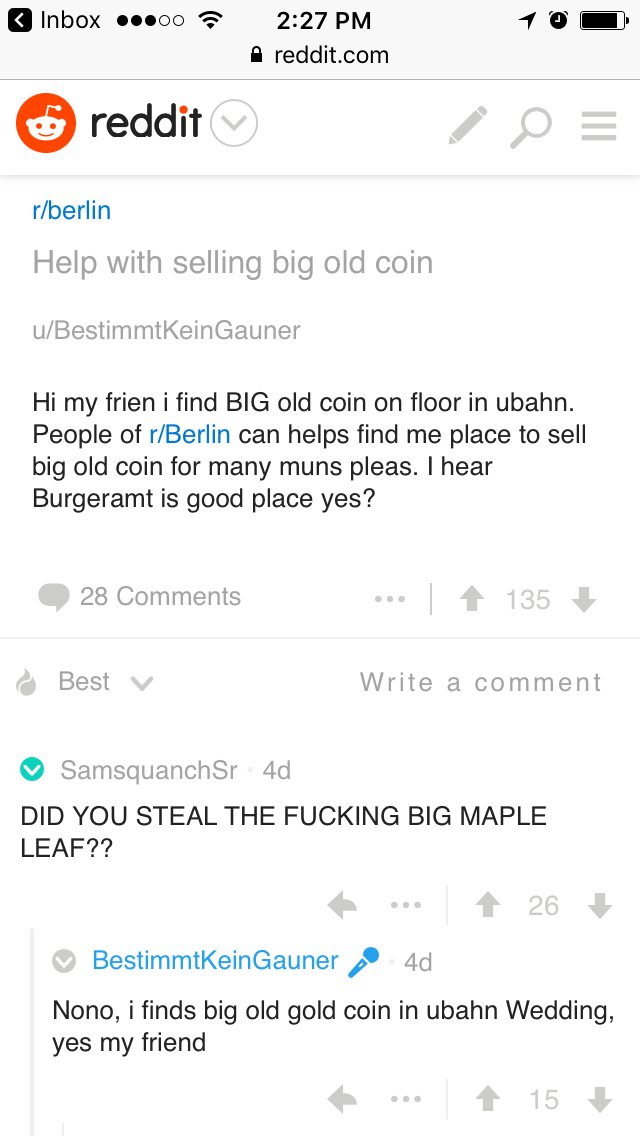 Inbox 2:27 PM
reddit.com
reddit
r/berlin
Help with selling big old coin
u/BestimmtKeinGauner
Hi my frien i find BIG old coin on floor in ubahn.
People of r/Berlin can helps find me place to sell
big old coin for many muns pleas. I hear
Burgeramt is good place yes?
28 Comments 135
Best Write a comment
SamsquanchSr · 4d
DID YOU STEAL THE FUCKING BIG MAPLE
LEAF??
26
BestimmtKeinGauner · 4d
Nono, i finds big old gold coin in ubahn Wedding,
yes my friend
15